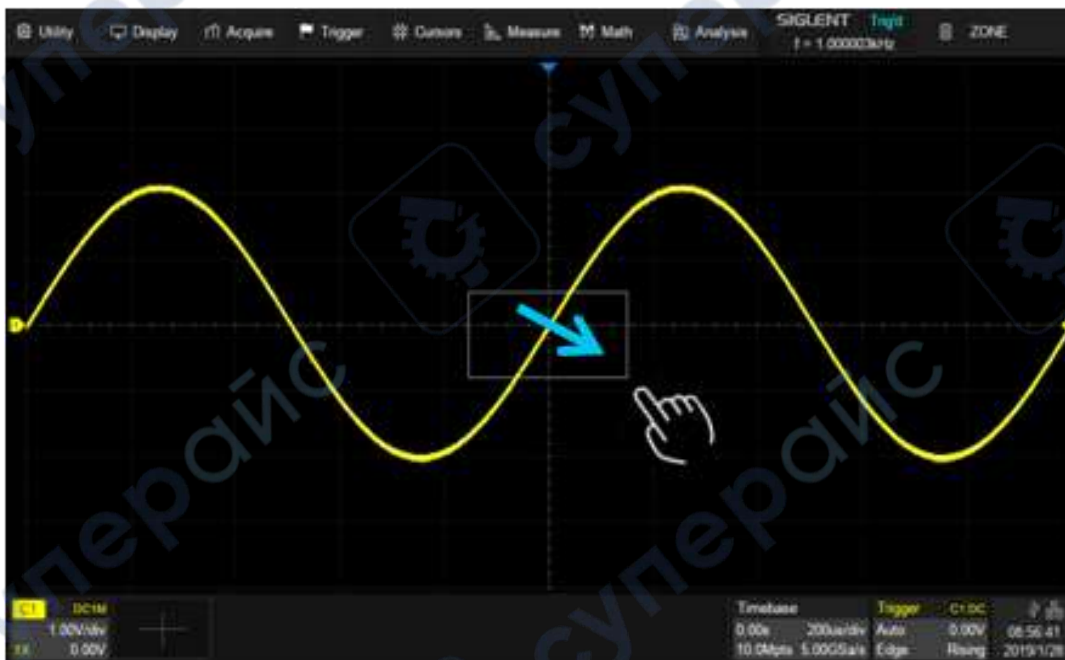 Utility Display Acquire Trigger Cursors Measure Math Analysis
SIGLENT Trig'd
f = 1.000003kHz
ZONE
C1 DC1M
1.00V/div
1X 0.00V
Timebase
0.00s 200us/div
10.0Mpts 5.00GSa/s
Trigger C1 DC
Auto 0.00V
Edge Rising
08:56:41
2019/1/28
суперайс